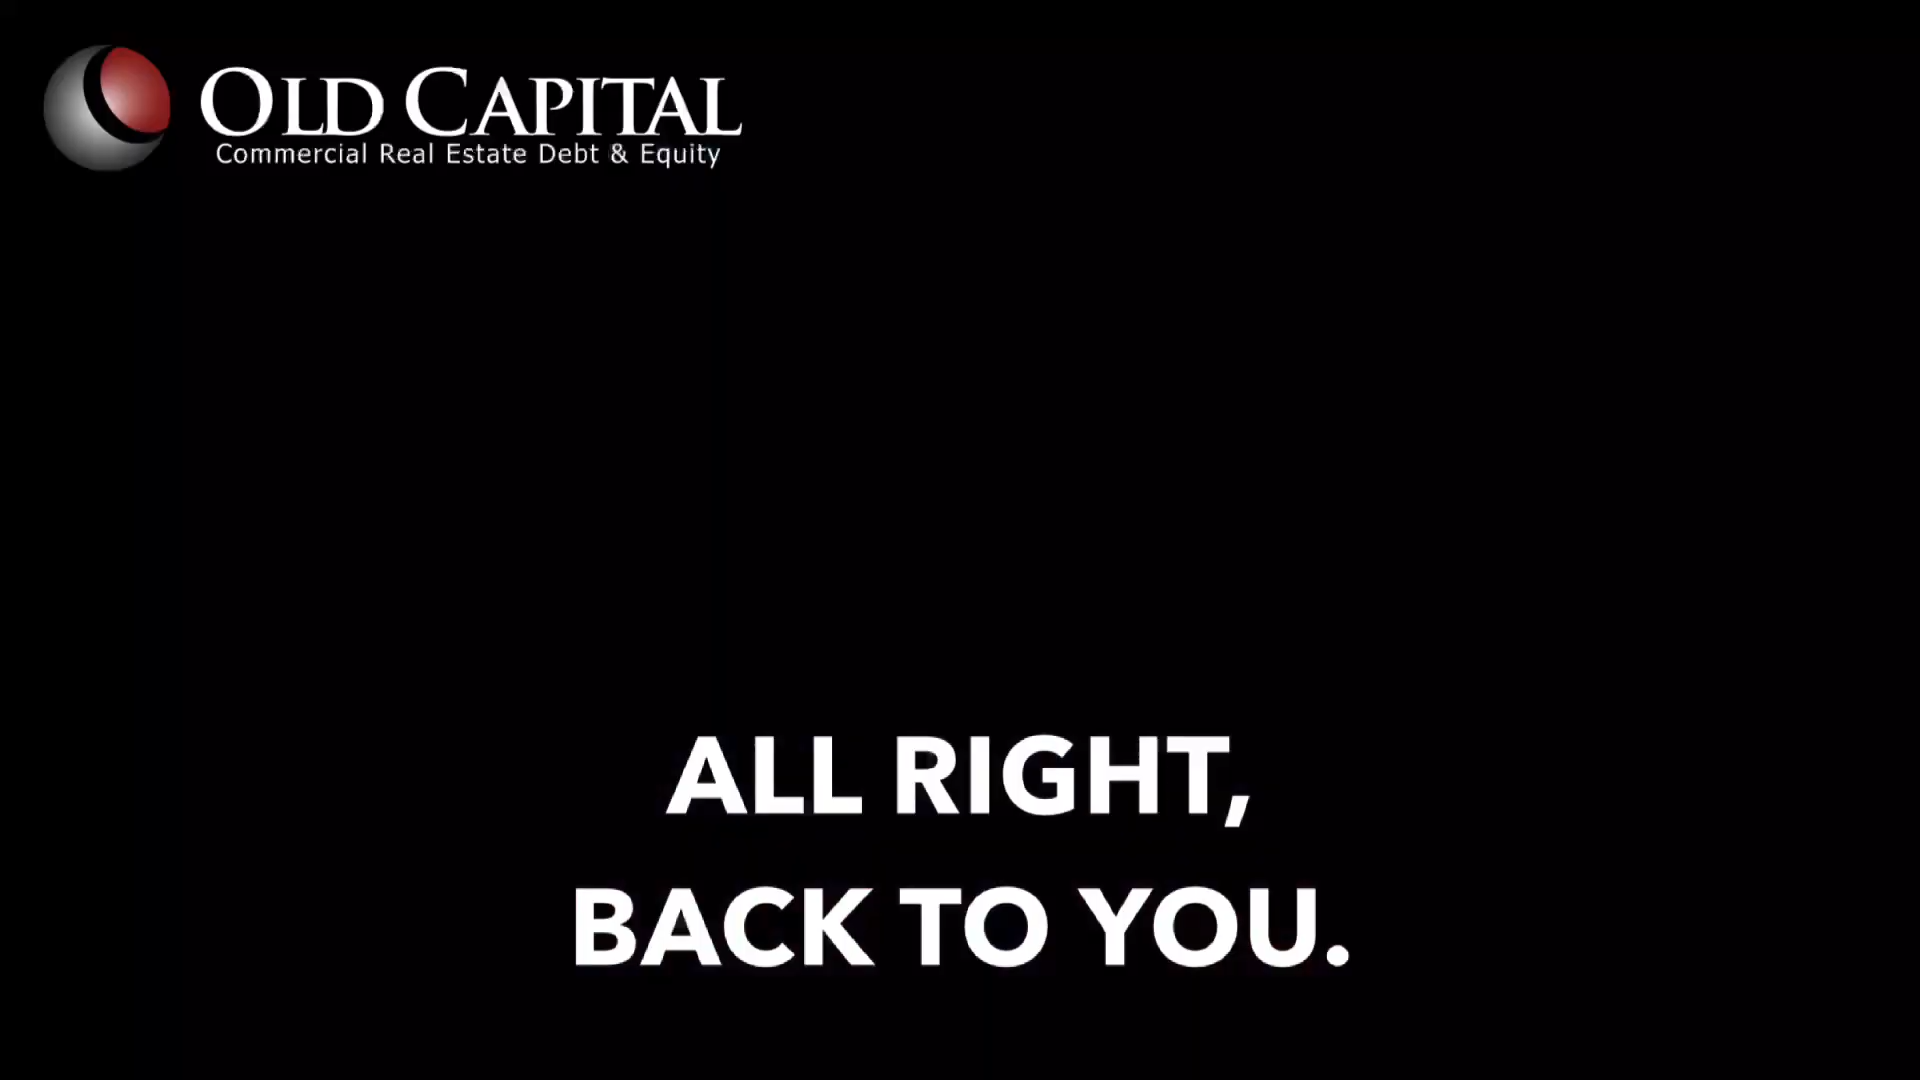 OLD CAPITAL
Commercial Real Estate Debt & Equity
ALL RIGHT,
BACK TO YOU.